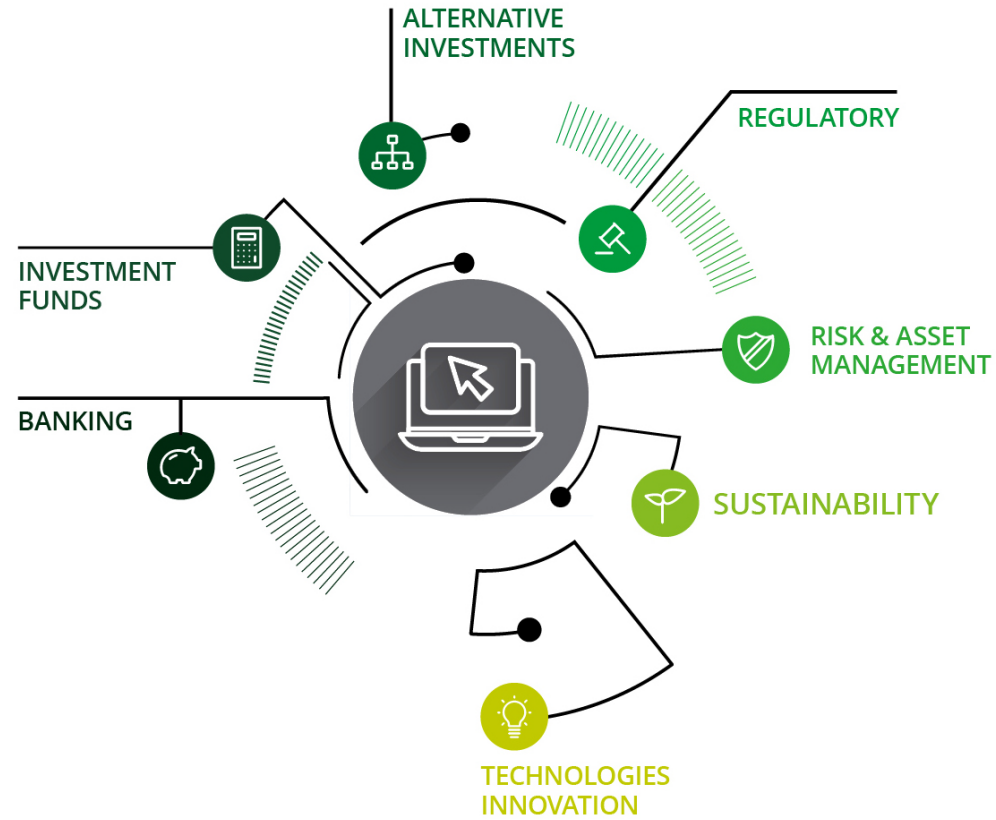 ALTERNATIVE
INVESTMENTS
REGULATORY
INVESTMENT
FUNDS
RISK & ASSET
MANAGEMENT
BANKING
SUSTAINABILITY
TECHNOLOGIES
INNOVATION